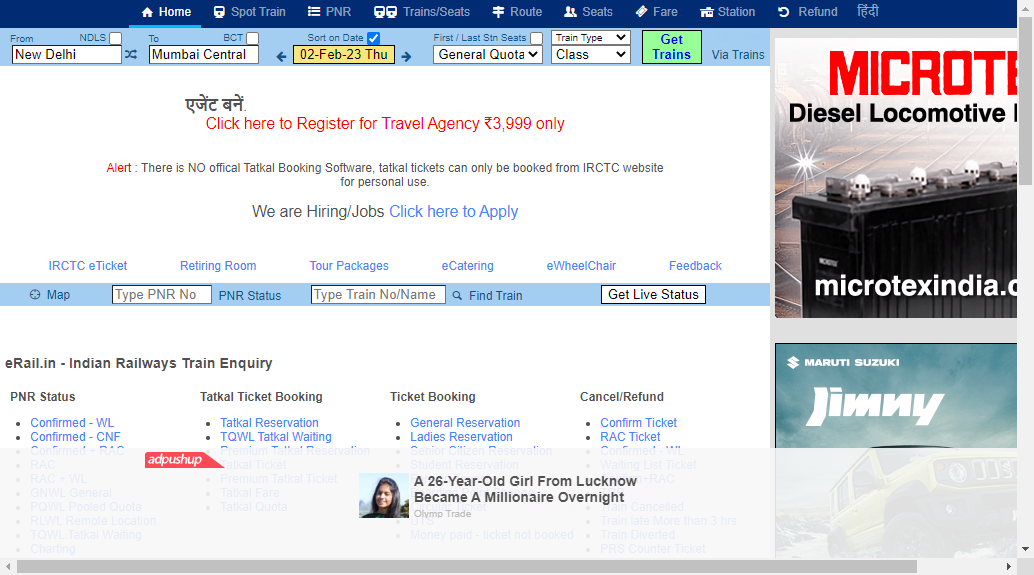 Home Spot Train PNR Trains/Seats Route Seats Fare Station Refund हिंदी
From NDLS To BCT Sort on Date First / Last Stn Seats Train Type Get Trains
New Delhi Mumbai Central 02-Feb-23 Thu General Quota Class Via Trains
एजेंट बनें.
Click here to Register for Travel Agency ₹3,999 only
Alert : There is NO offical Tatkal Booking Software, tatkal tickets can only be booked from IRCTC website
for personal use.
We are Hiring/Jobs Click here to Apply
IRCTC eTicket Retiring Room Tour Packages eCatering eWheelChair Feedback
Map Type PNR No PNR Status Type Train No/Name Find Train Get Live Status
eRail.in - Indian Railways Train Enquiry
PNR Status Tatkal Ticket Booking Ticket Booking Cancel/Refund
Confirmed - WL Tatkal Reservation General Reservation Confirm Ticket
Confirmed - CNF TQWL Tatkal Waiting Ladies Reservation RAC Ticket
Confirmed + RAC Premium Tatkal Reservation Senior Citizen Reservation Confirmed - WL
RAC Tatkal Ticket Student Reservation Waiting List Ticket
RAC + WL Premium Tatkal Ticket
GNWL General Tatkal Fare
PQWL Pooled Quota Tatkal Quota Circular Ticket Train Cancelled
RLWL Remote Location UTS Train late More than 3 hrs
TQWL Tatkal Waiting Money paid - ticket not booked Train Diverted
Charting PRS Counter Ticket
adpushup
A 26-Year-Old Girl From Lucknow
Became A Millionaire Overnight
Olymp Trade
MICROTE
Diesel Locomotive
MICROTEX
microtexindia.c
MARUTI SUZUKI
Jimny